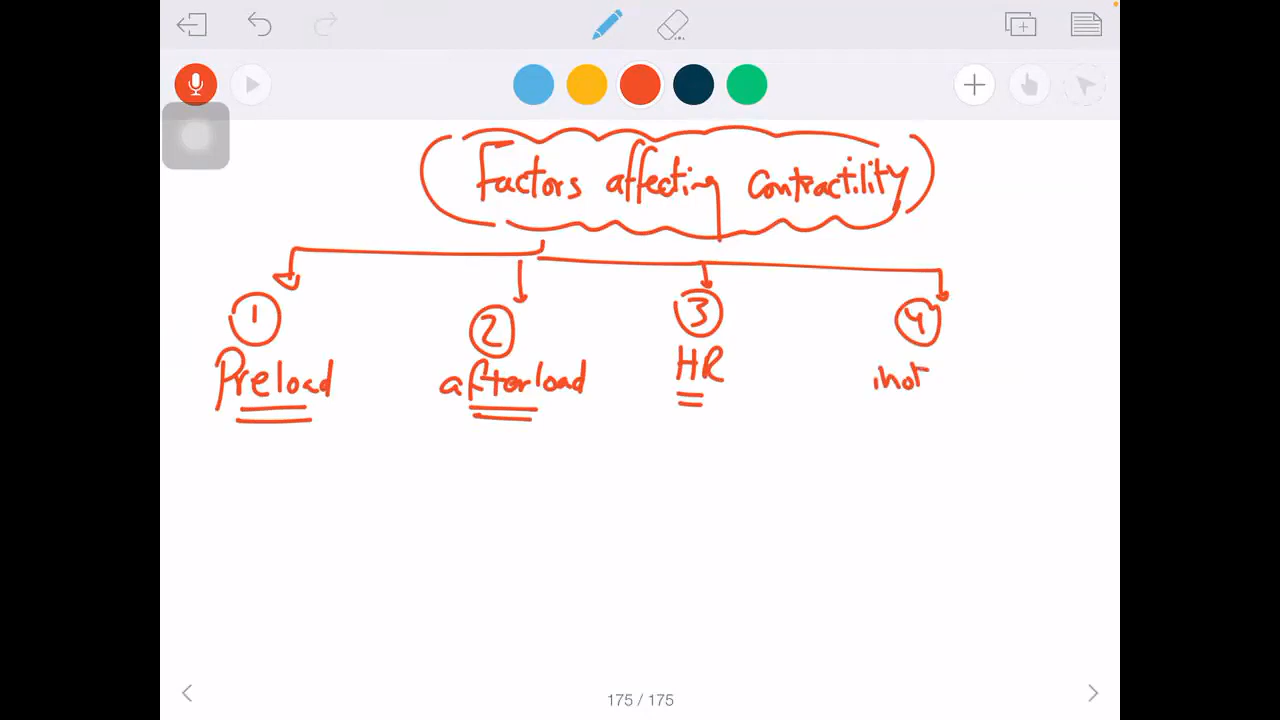 Factors affecting contractility
1
2
3
4
Preload
afterload
HR
inot
175 / 175